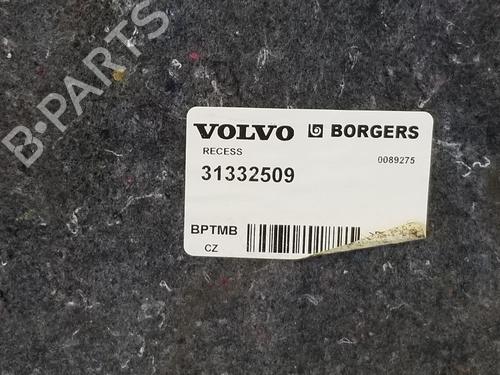 B-PARTS
VOLVO BORGERS
RECESS
0089275
31332509
BPTMB
CZ